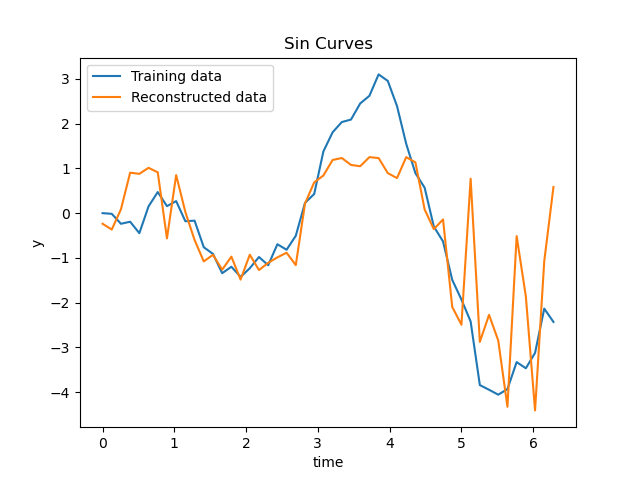 Sin Curves
Training data
Reconstructed data
3
2
1
0
−1
−2
−3
−4
y
0 1 2 3 4 5 6
time